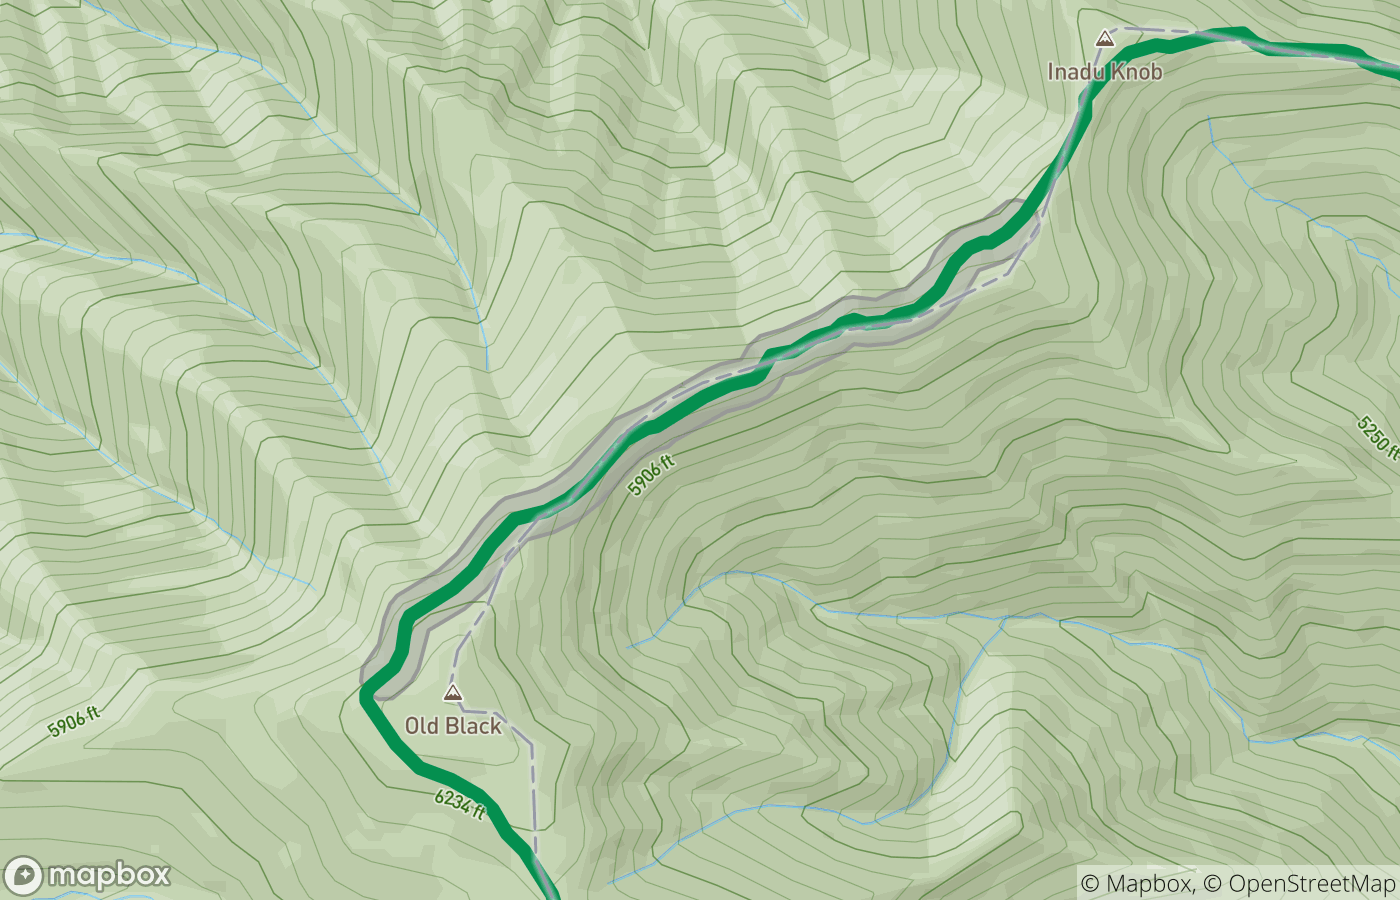 Inadu Knob
5250 ft
5906 ft
Old Black
5906 ft
6234 ft
mapbox
© Mapbox, © OpenStreetMap